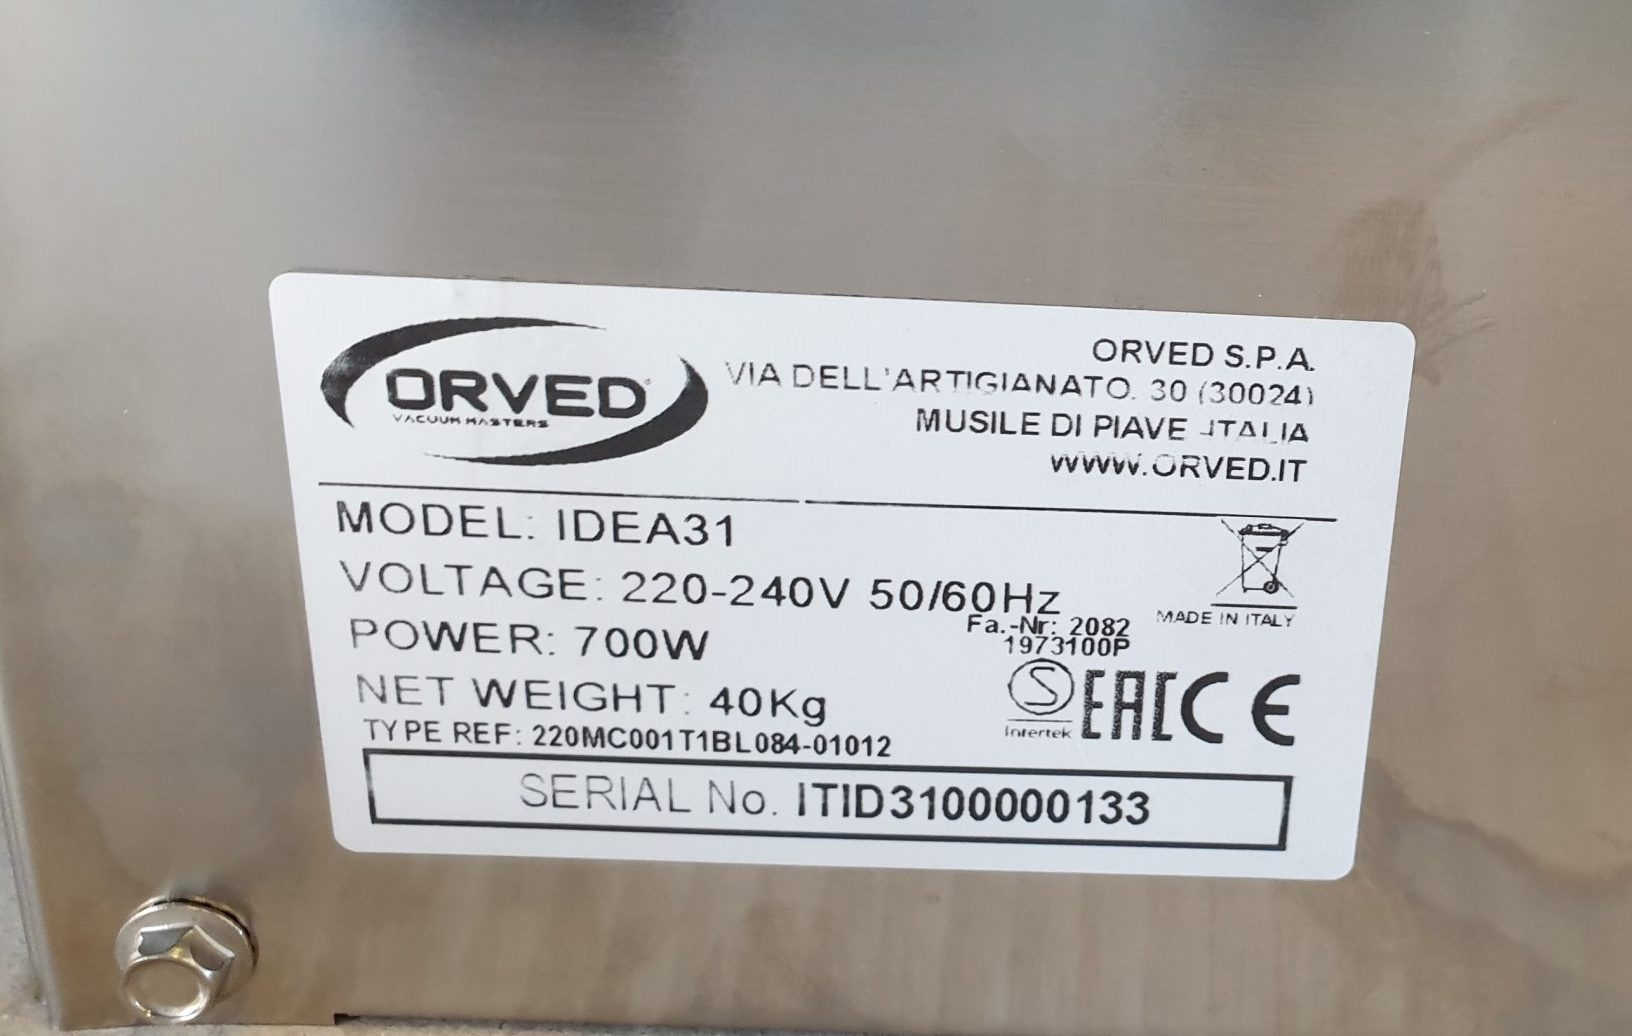 ORVED
VACUUM MASTERS
ORVED S.P.A.
VIA DELL'ARTIGIANATO, 30 (30024)
MUSILE DI PIAVE -ITALIA
WWW.ORVED.IT
MODEL: IDEA31
VOLTAGE: 220-240V 50/60Hz
POWER: 700W
Fa.-Nr: 2082
1973100P
MADE IN ITALY
NET WEIGHT: 40Kg
TYPE REF: 220MC001T1BL084-01012
S
Intertek
EAC CE
SERIAL No. ITID3100000133